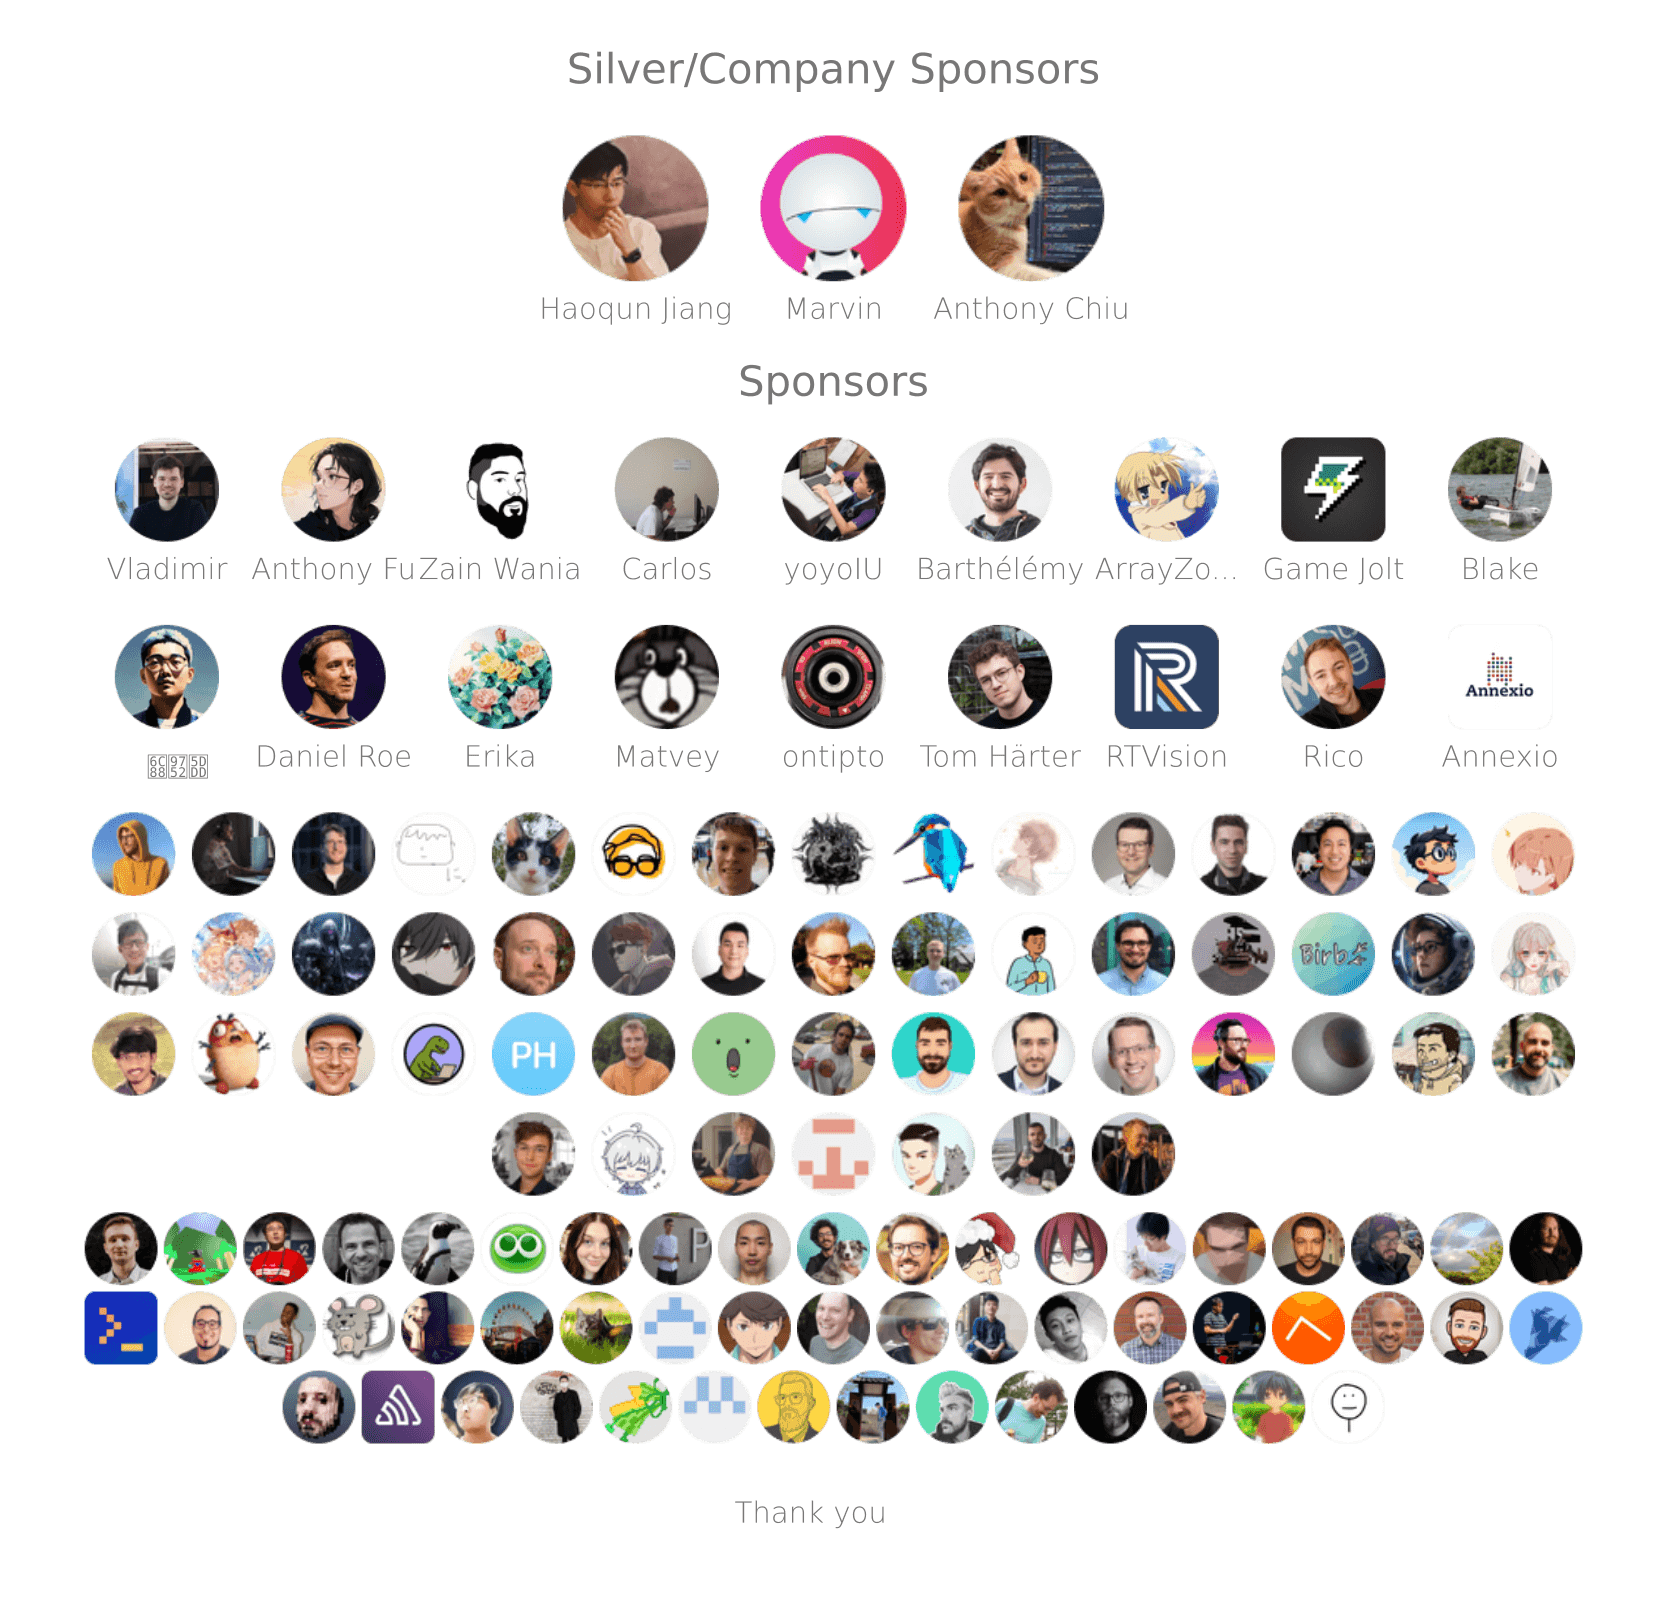 Silver/Company Sponsors
Haoqun Jiang Marvin Anthony Chiu
Sponsors
Vladimir Anthony Fu Zain Wania Carlos yoyoIU Barthélémy ArrayZo... Game Jolt Blake
Annexio
Daniel Roe Erika Matvey ontipto Tom Härter RTVision Rico Annexio
Birb
PH
Thank you